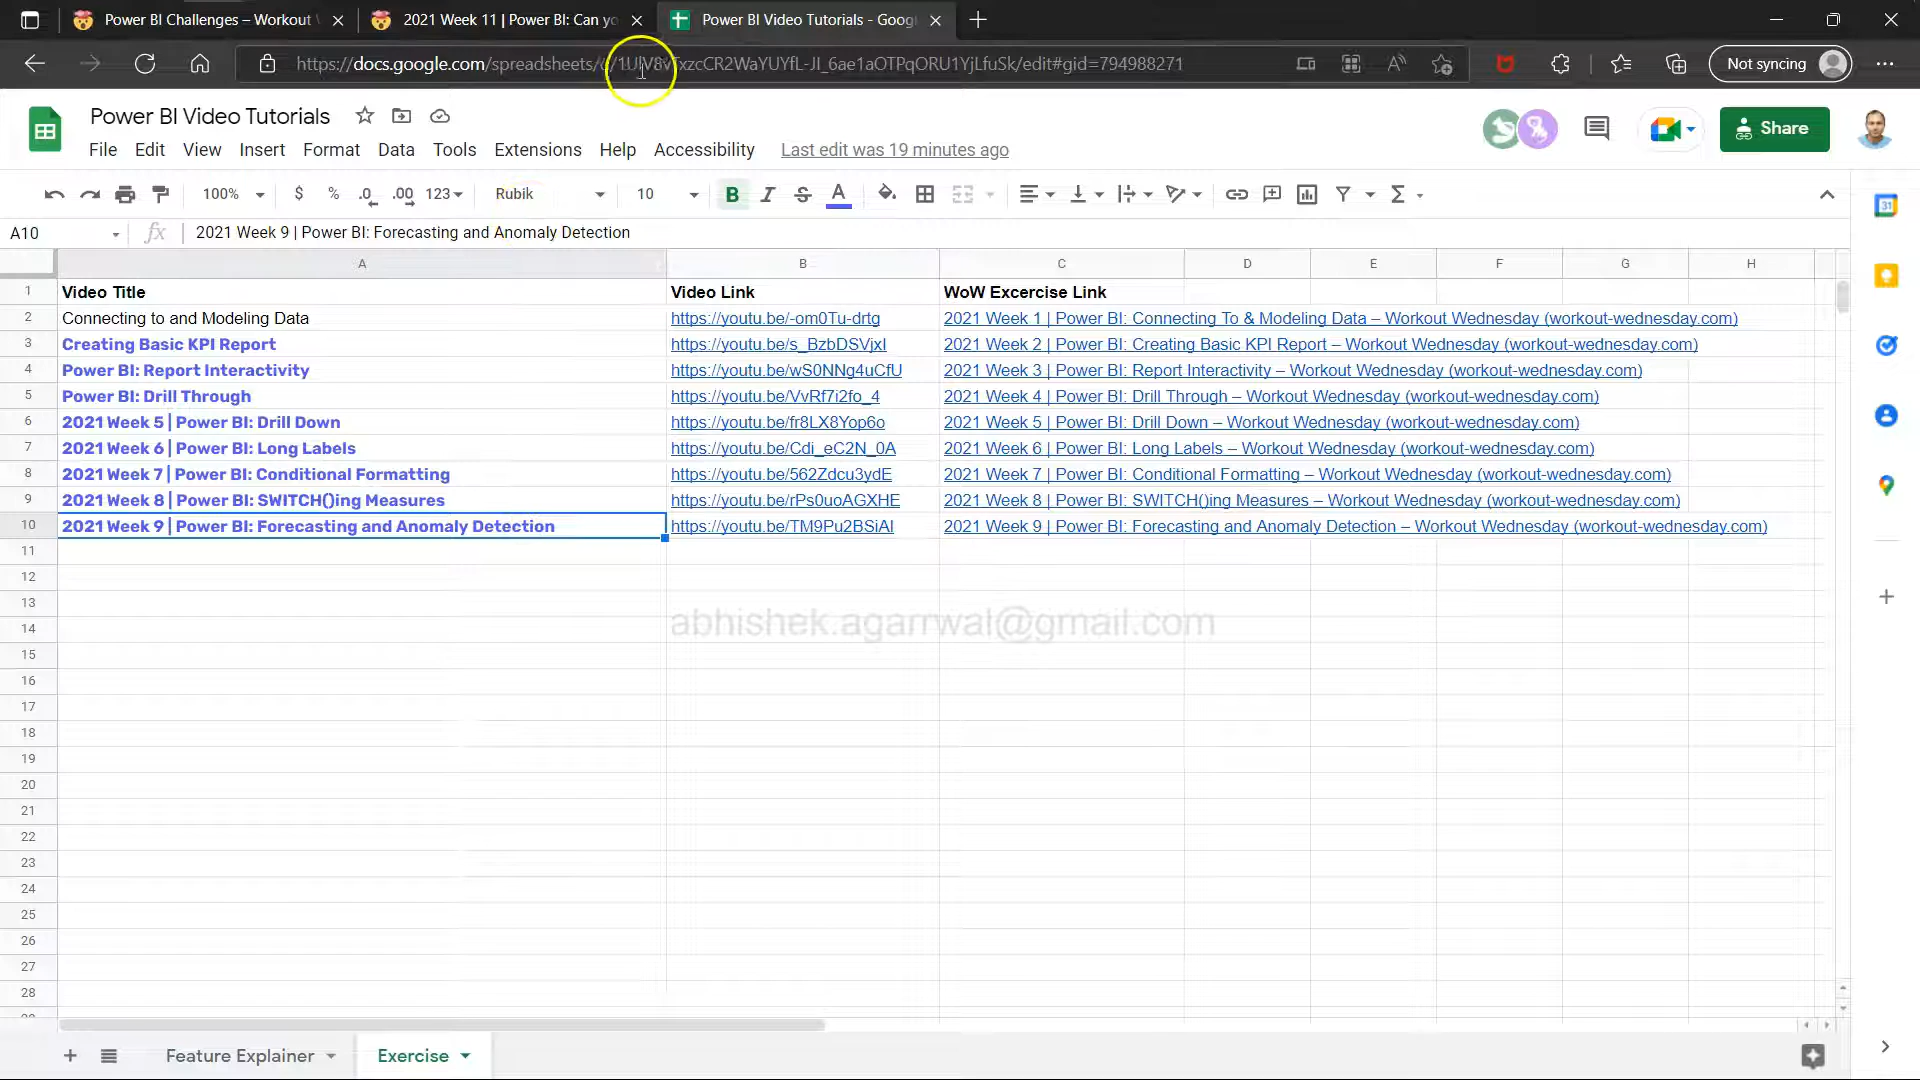 Power BI Challenges – Workout
2021 Week 11 | Power BI: Can yo
Power BI Video Tutorials - Goog
docs.google.com/spreadsheets/
edit#gid=794988271
Not syncing
Power BI Video Tutorials
File Edit View Insert Format Data Tools Extensions Help Accessibility Last edit was 19 minutes ago
Share
100% $ % .0 .00 123 Rubik 10 B I S A
A10 fx 2021 Week 9 | Power BI: Forecasting and Anomaly Detection
A B C D E F G H
1 Video Title Video Link WoW Excercise Link
2 Connecting to and Modeling Data https://youtu.be/-om0Tu-drtg 2021 Week 1 | Power BI: Connecting To & Modeling Data – Workout Wednesday (workout-wednesday.com)
3 Creating Basic KPI Report https://youtu.be/s_BzbDSVjxI 2021 Week 2 | Power BI: Creating Basic KPI Report – Workout Wednesday (workout-wednesday.com)
4 Power BI: Report Interactivity https://youtu.be/wS0NNg4uCfU 2021 Week 3 | Power BI: Report Interactivity – Workout Wednesday (workout-wednesday.com)
5 Power BI: Drill Through https://youtu.be/VvRf7i2fo_4 2021 Week 4 | Power BI: Drill Through – Workout Wednesday (workout-wednesday.com)
6 2021 Week 5 | Power BI: Drill Down https://youtu.be/fr8LX8Yop6o 2021 Week 5 | Power BI: Drill Down – Workout Wednesday (workout-wednesday.com)
7 2021 Week 6 | Power BI: Long Labels https://youtu.be/Cdi_eC2N_0A 2021 Week 6 | Power BI: Long Labels – Workout Wednesday (workout-wednesday.com)
8 2021 Week 7 | Power BI: Conditional Formatting https://youtu.be/562Zdcu3ydE 2021 Week 7 | Power BI: Conditional Formatting – Workout Wednesday (workout-wednesday.com)
9 2021 Week 8 | Power BI: SWITCH()ing Measures https://youtu.be/rPs0uoAGXHE 2021 Week 8 | Power BI: SWITCH()ing Measures – Workout Wednesday (workout-wednesday.com)
10 2021 Week 9 | Power BI: Forecasting and Anomaly Detection https://youtu.be/TM9Pu2BSiAI 2021 Week 9 | Power BI: Forecasting and Anomaly Detection – Workout Wednesday (workout-wednesday.com)
11
12
13
abhishek.agarrwal@gmail.com
14
15
16
17
18
19
20
21
22
23
24
25
26
27
28
Feature Explainer Exercise